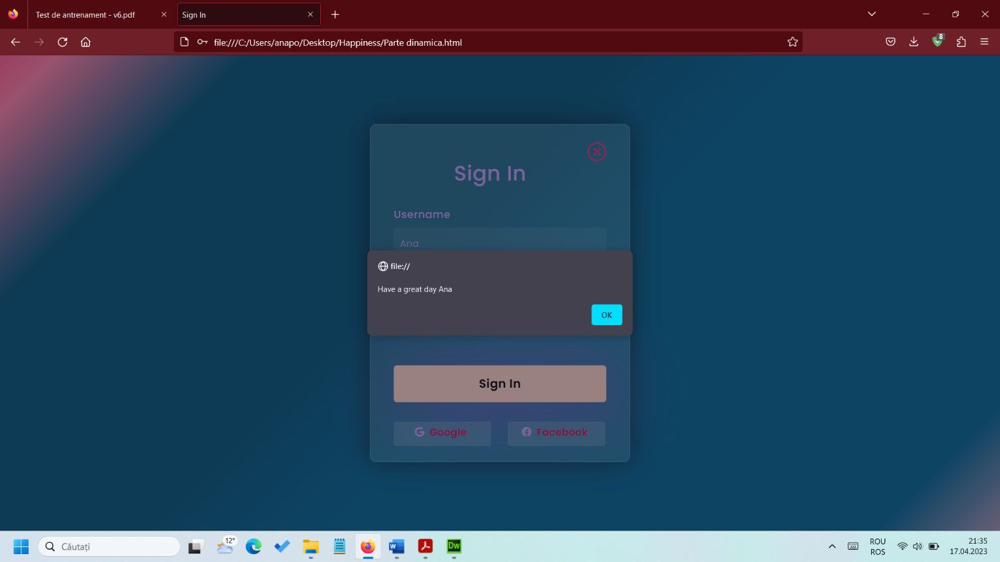 Test de antrenament - v6.pdf
Sign In
file:///C:/Users/anapo/Desktop/Happiness/Parte dinamica.html
8
Sign In
Username
Ana
file://
Have a great day Ana
OK
Sign In
Google
Facebook
Căutați
12°
W
Dw
ROU
ROS
21:35
17.04.2023